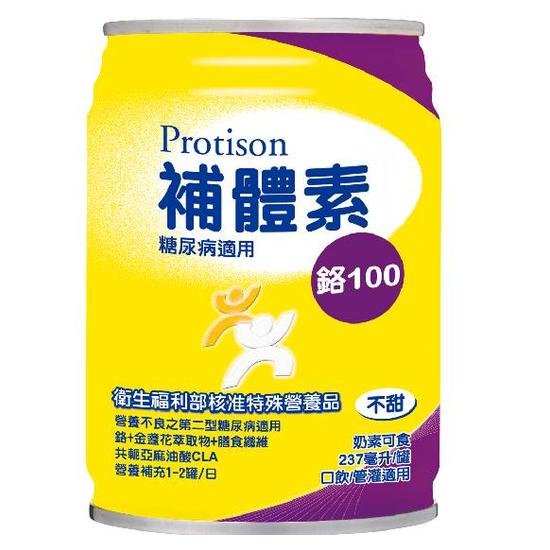 Protison
補體素
糖尿病適用
鉻100
衛生福利部核准特殊營養品
不甜
營養不良之第二型糖尿病適用
鉻+金盞花萃取物+膳食纖維
共軛亞麻油酸CLA
營養補充1-2罐/日
奶素可食
237毫升/罐
口飲/管灌適用